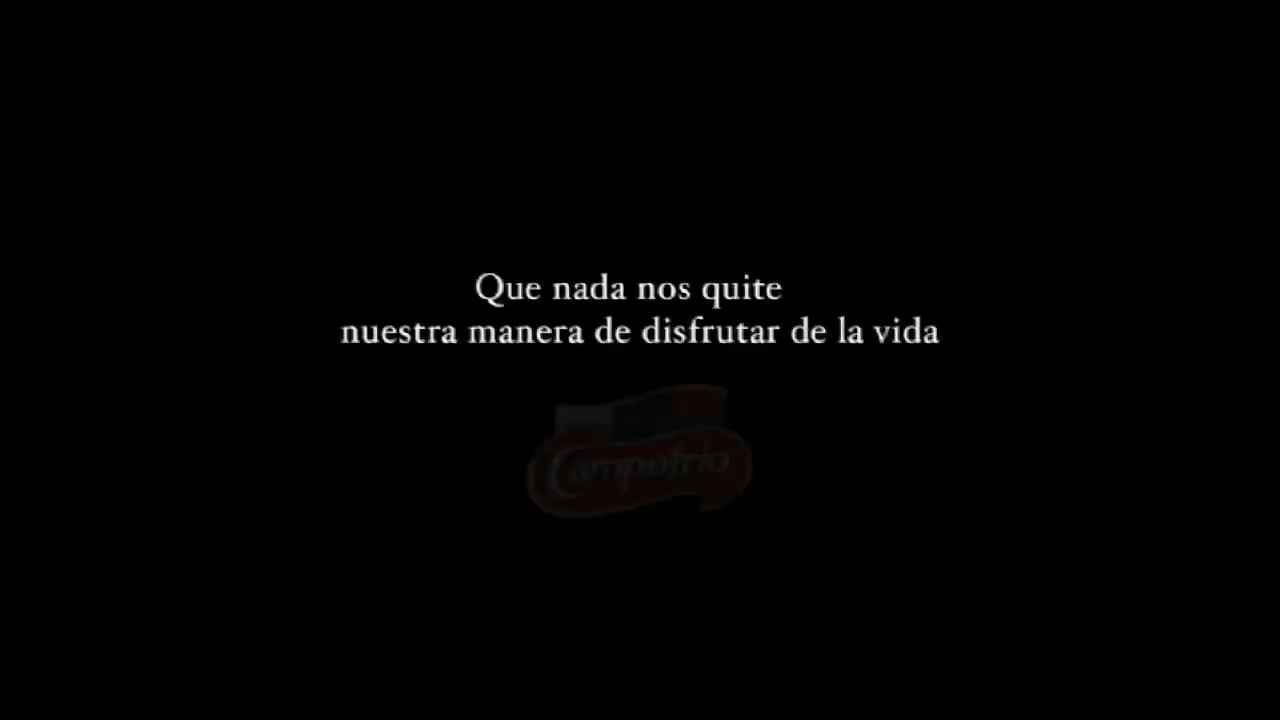 Que nada nos quite
nuestra manera de disfrutar de la vida
Campofrío